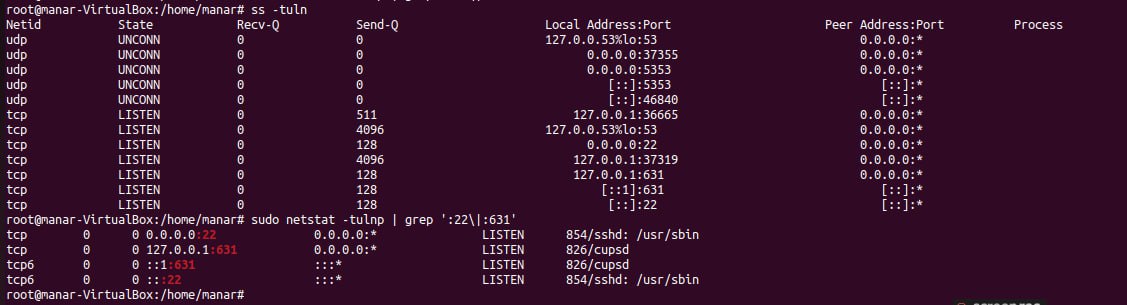 root@manar-VirtualBox:/home/manar# ss -tuln
Netid State Recv-Q Send-Q Local Address:Port Peer Address:Port Process
udp UNCONN 0 0 127.0.0.53%lo:53 0.0.0.0:*
udp UNCONN 0 0 0.0.0.0:37355 0.0.0.0:*
udp UNCONN 0 0 0.0.0.0:5353 0.0.0.0:*
udp UNCONN 0 0 [::]:5353 [::]:*
udp UNCONN 0 0 [::]:46840 [::]:*
tcp LISTEN 0 511 127.0.0.1:36665 0.0.0.0:*
tcp LISTEN 0 4096 127.0.0.53%lo:53 0.0.0.0:*
tcp LISTEN 0 128 0.0.0.0:22 0.0.0.0:*
tcp LISTEN 0 4096 127.0.0.1:37319 0.0.0.0:*
tcp LISTEN 0 128 127.0.0.1:631 0.0.0.0:*
tcp LISTEN 0 128 [::1]:631 [::]:*
tcp LISTEN 0 128 [::]:22 [::]:*
root@manar-VirtualBox:/home/manar# sudo netstat -tulnp | grep ':22\|:631'
tcp 0 0 0.0.0.0:22 0.0.0.0:* LISTEN 854/sshd: /usr/sbin
tcp 0 0 127.0.0.1:631 0.0.0.0:* LISTEN 826/cupsd
tcp6 0 0 ::1:631 :::* LISTEN 826/cupsd
tcp6 0 0 :::22 :::* LISTEN 854/sshd: /usr/sbin
root@manar-VirtualBox:/home/manar#